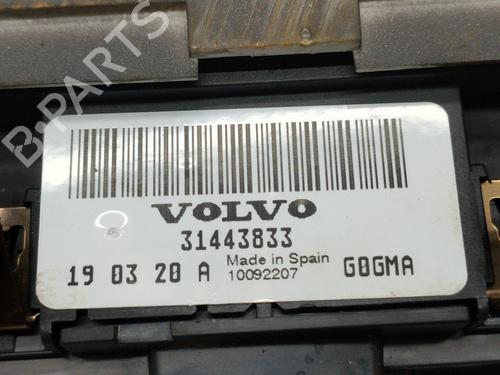 B-PARTS
VOLVO
31443833
19 03 20 A
Made in Spain
10092207
G0GMA